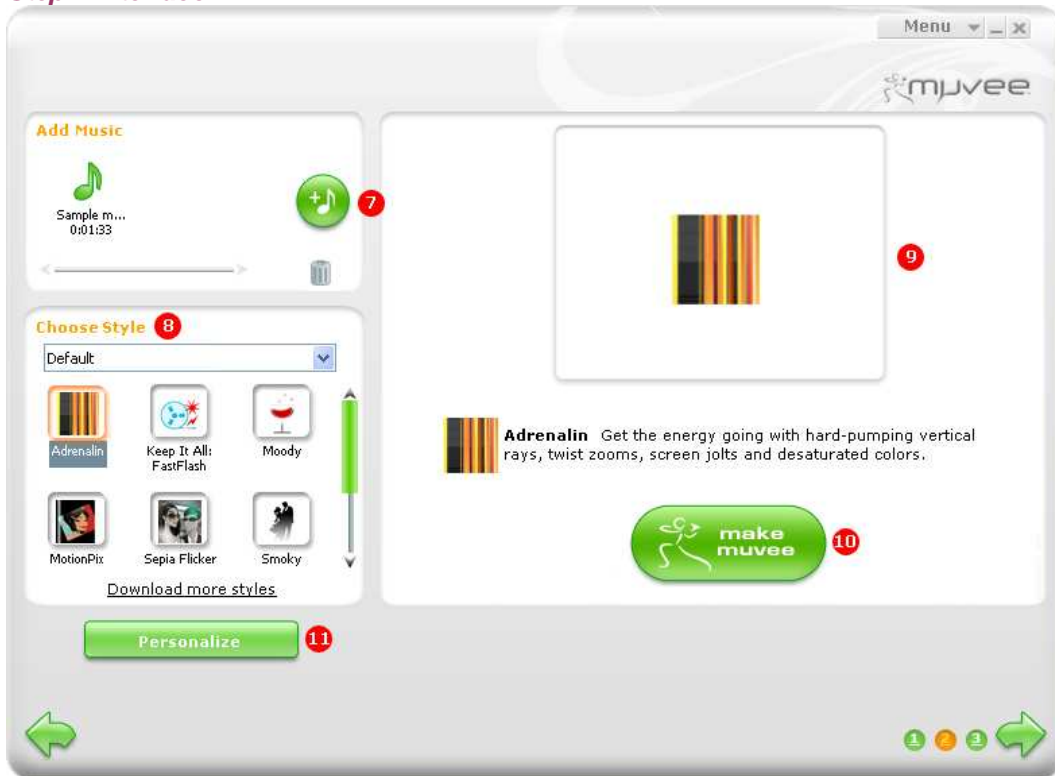 Menu
muvee
Add Music
7
Sample m...
0:01:33
9
Choose Style 8
Default
Adrenalin
Keep It All:
FastFlash
Moody
MotionPix
Sepia Flicker
Smoky
Download more styles
Adrenalin Get the energy going with hard-pumping vertical
rays, twist zooms, screen jolts and desaturated colors.
make
muvee
10
Personalize 11
1 2 3